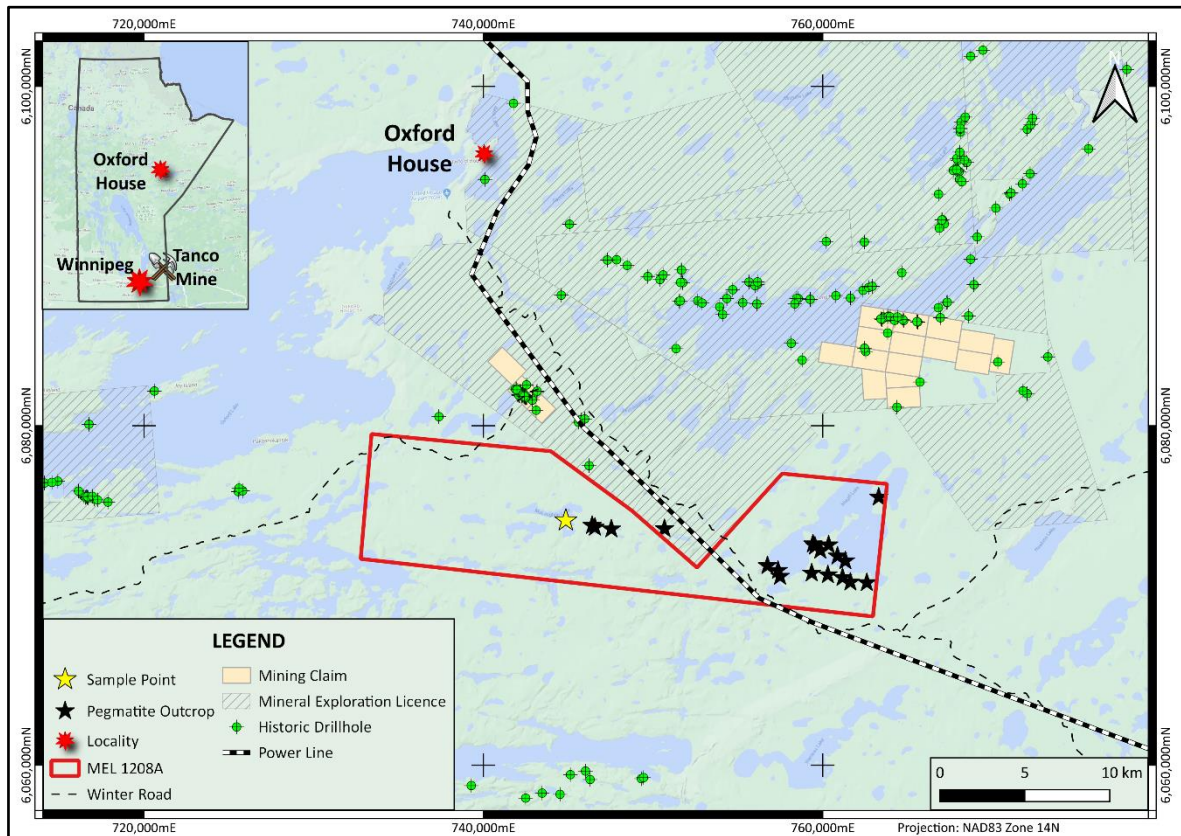 720,000mE
740,000mE
760,000mE
6,100,000mN
6,080,000mN
6,060,000mN
6,100,000mN
6,080,000mN
6,060,000mN
Canada
Oxford
House
Winnipeg
Tanco
Mine
Oxford
House
N
LEGEND
Sample Point
Pegmatite Outcrop
Locality
MEL 1208A
Winter Road
Mining Claim
Mineral Exploration Licence
Historic Drillhole
Power Line
0
5
10 km
720,000mE
740,000mE
760,000mE
Projection: NAD83 Zone 14N